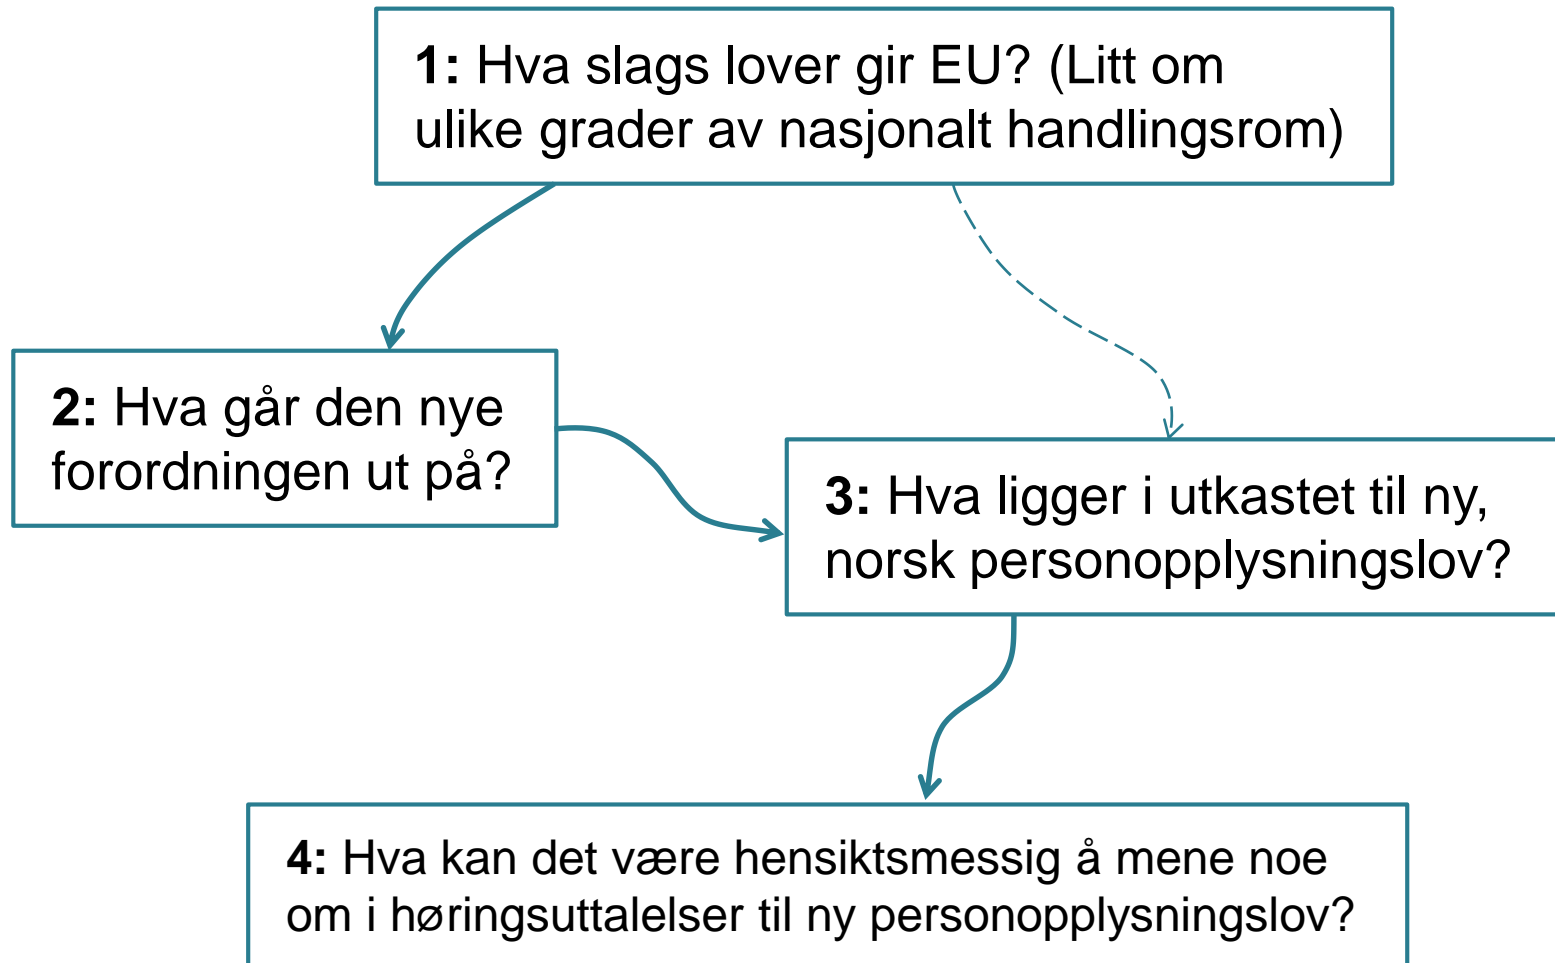 1: Hva slags lover gir EU? (Litt om
ulike grader av nasjonalt handlingsrom)
2: Hva går den nye
forordningen ut på?
3: Hva ligger i utkastet til ny,
norsk personopplysningslov?
4: Hva kan det være hensiktsmessig å mene noe
om i høringsuttalelser til ny personopplysningslov?